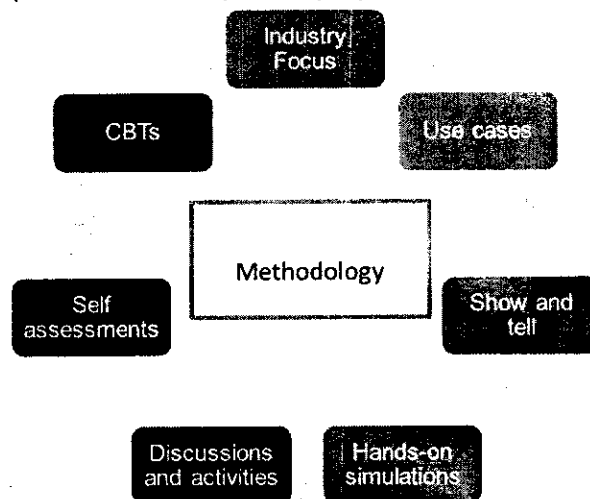 Industry
Focus
CBTs
Use cases
Methodology
Self
assessments
Show and
tell
Discussions
and activities
Hands-on
simulations